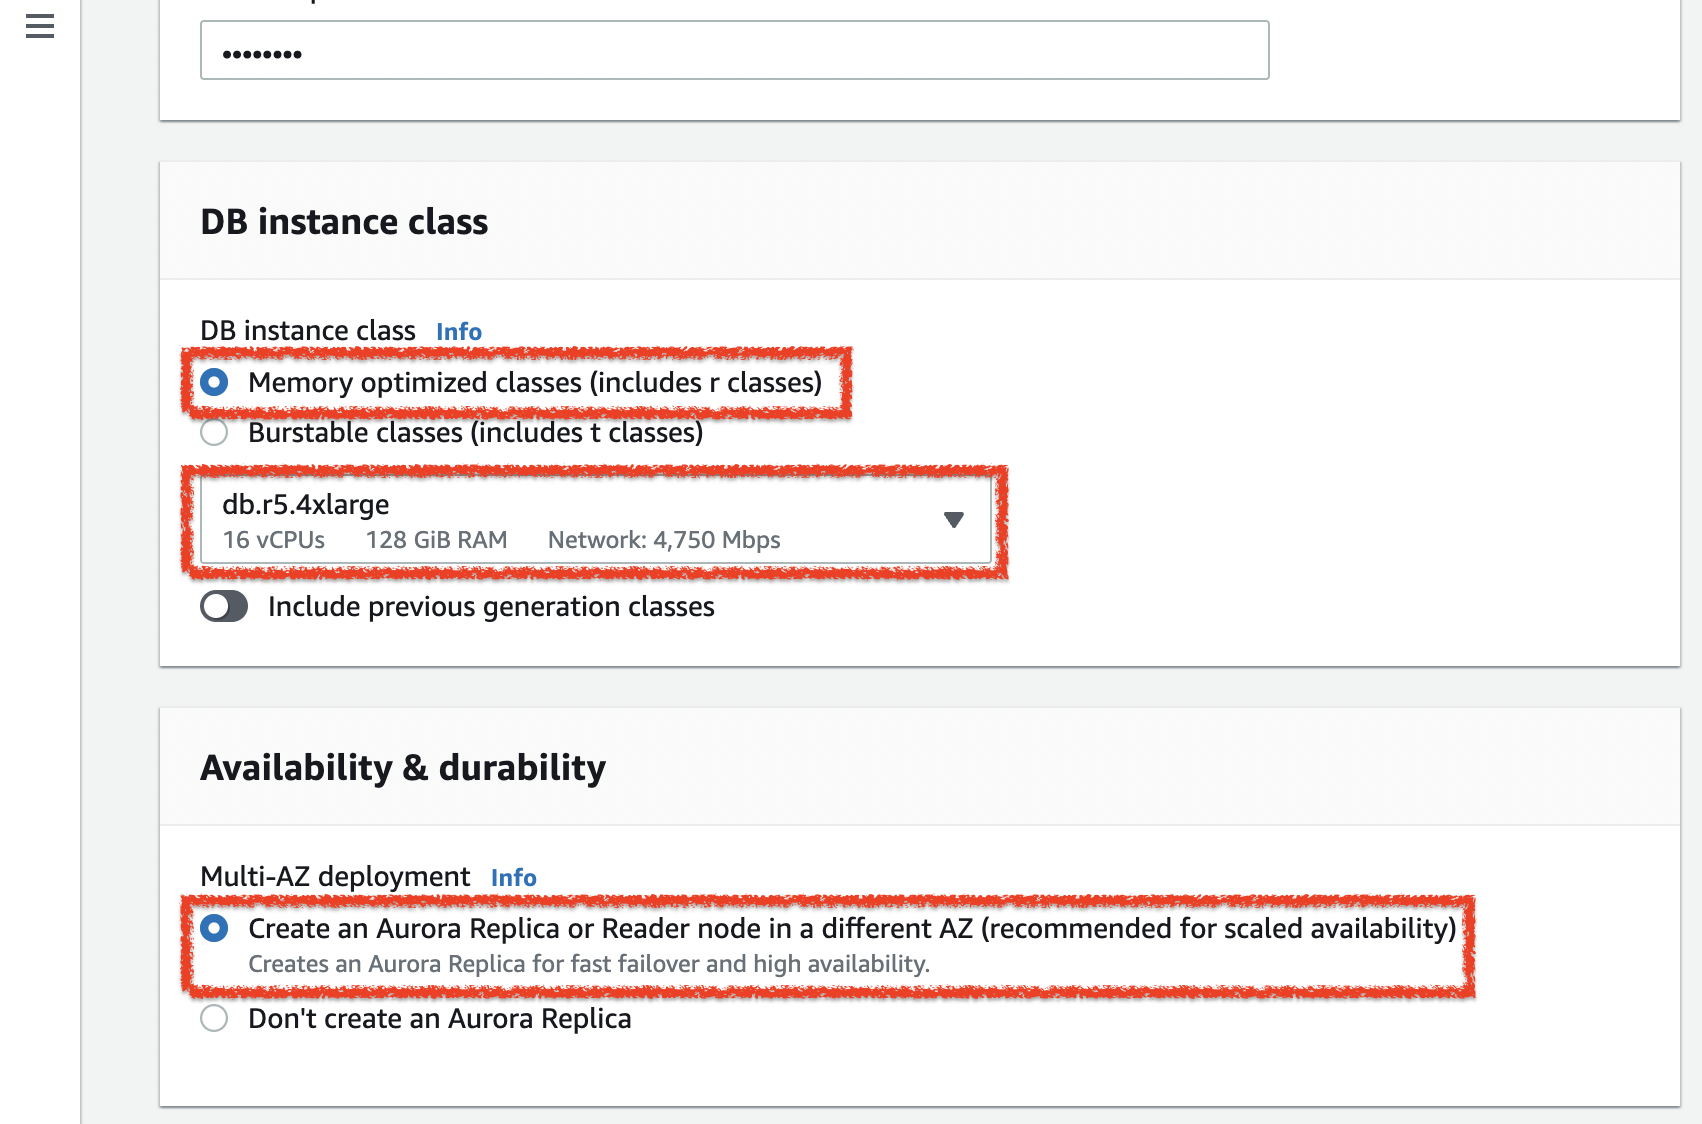 ••••••••
DB instance class
DB instance class Info
Memory optimized classes (includes r classes)
Burstable classes (includes t classes)
db.r5.4xlarge
16 vCPUs 128 GiB RAM Network: 4,750 Mbps
Include previous generation classes
Availability & durability
Multi-AZ deployment Info
Create an Aurora Replica or Reader node in a different AZ (recommended for scaled availability)
Creates an Aurora Replica for fast failover and high availability.
Don't create an Aurora Replica